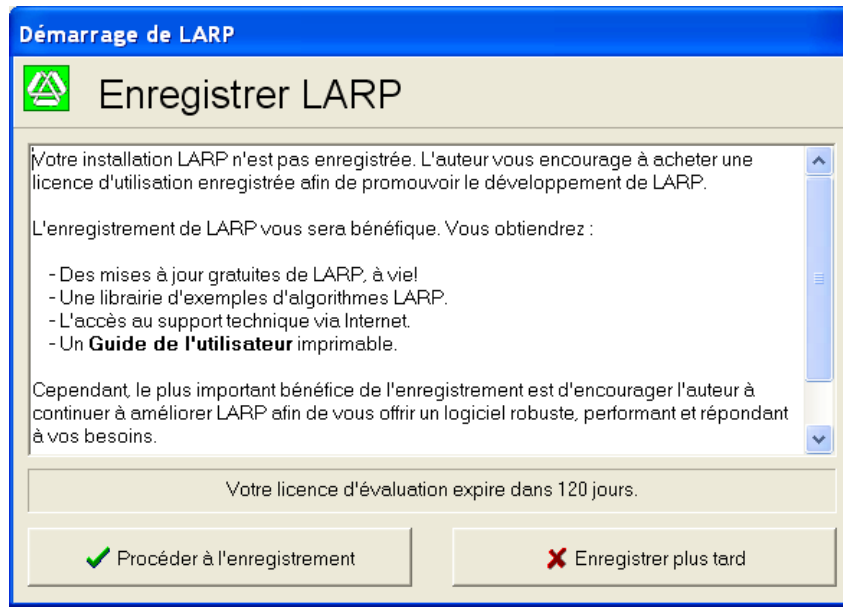 Démarrage de LARP
Enregistrer LARP
Votre installation LARP n'est pas enregistrée. L'auteur vous encourage à acheter une
licence d'utilisation enregistrée afin de promouvoir le développement de LARP.
L'enregistrement de LARP vous sera bénéfique. Vous obtiendrez :
- Des mises à jour gratuites de LARP, à vie!
- Une librairie d'exemples d'algorithmes LARP.
- L'accès au support technique via Internet.
- Un Guide de l'utilisateur imprimable.
Cependant, le plus important bénéfice de l'enregistrement est d'encourager l'auteur à
continuer à améliorer LARP afin de vous offrir un logiciel robuste, performant et répondant
à vos besoins.
Votre licence d'évaluation expire dans 120 jours.
Procéder à l'enregistrement
Enregistrer plus tard